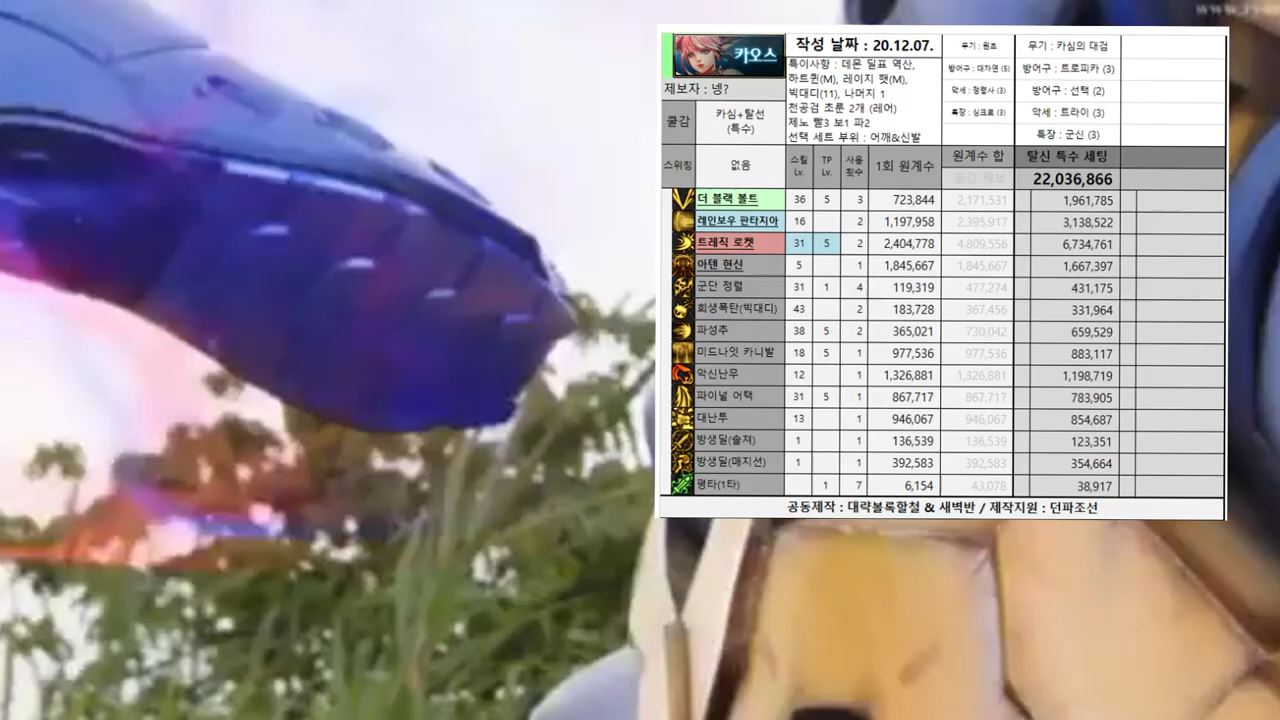 카오스
작성 날짜 : 20.12.07.
무기 : 원초
무기 : 카심의 대검
제보자 : 넹?
특이사항 : 데몬 딜표 역산,
하트퀸(M), 레이지 햇(M),
빅대디(11), 나머지 1
천공검 초룬 2개 (레어)
제노 빨3 보1 파2
선택 세트 부위 : 어깨&신발
방어구 : 대자연 (5)
방어구 : 트로피카 (3)
악세 : 정령사 (3)
방어구 : 선택 (2)
특장 : 싱크로 (3)
악세 : 트라이 (3)
특장 : 군신 (3)
쿨감
카심+탈선
(특수)
스위칭
없음
스킬 Lv.
TP Lv.
사용 횟수
1회 원계수
원계수 합
탈신 특수 세팅
22,036,866
더 블랙 볼트 36 5 3 723,844 2,171,531 1,961,785
레인보우 판타지아 16 2 1,197,958 2,395,917 3,138,522
트레직 로켓 31 5 2 2,404,778 4,809,556 6,734,761
아텐 현신 5 1 1,845,667 1,845,667 1,667,397
군단 정렬 31 1 4 119,319 477,274 431,175
희생폭탄(빅대디) 43 2 183,728 367,456 331,964
파성추 38 5 2 365,021 730,042 659,529
미드나잇 카니발 18 5 1 977,536 977,536 883,117
악신난무 12 1 1,326,881 1,326,881 1,198,719
파이널 어택 31 5 1 867,717 867,717 783,905
대난투 13 1 946,067 946,067 854,687
방생딜(솔져) 1 1 136,539 136,539 123,351
방생딜(매지션) 1 1 392,583 392,583 354,664
평타(1타) 1 7 6,154 43,078 38,917
공동제작 : 대략볼록할철 & 새벽반 / 제작지원 : 던파조선